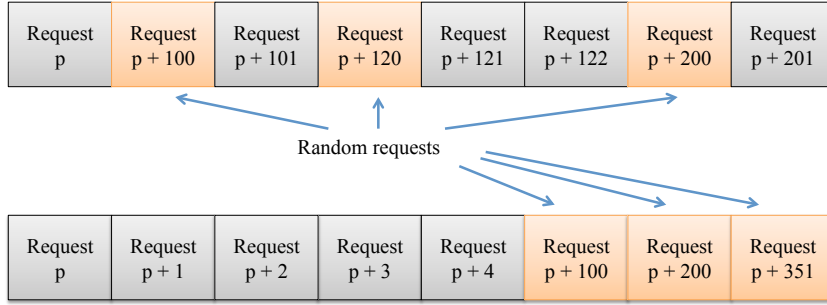 Request
p
Request
p + 100
Request
p + 101
Request
p + 120
Request
p + 121
Request
p + 122
Request
p + 200
Request
p + 201
Random requests
Request
p
Request
p + 1
Request
p + 2
Request
p + 3
Request
p + 4
Request
p + 100
Request
p + 200
Request
p + 351